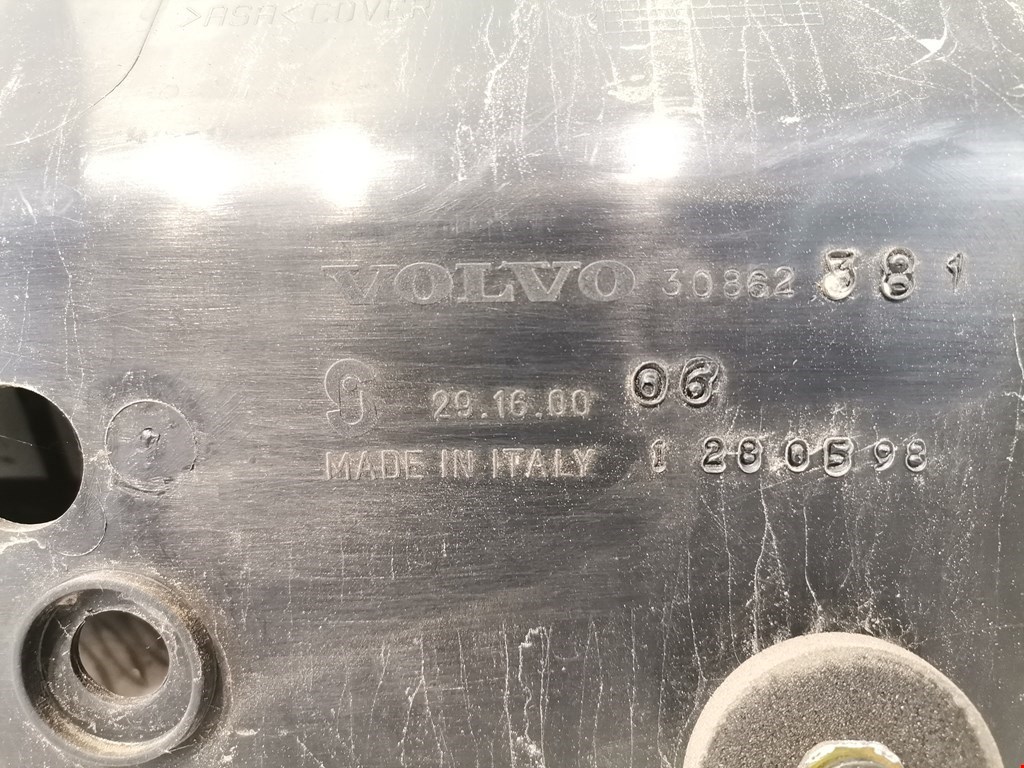 >ASA< COVER
VOLVO 30862 381
29.16.00 06
MADE IN ITALY 1 280598